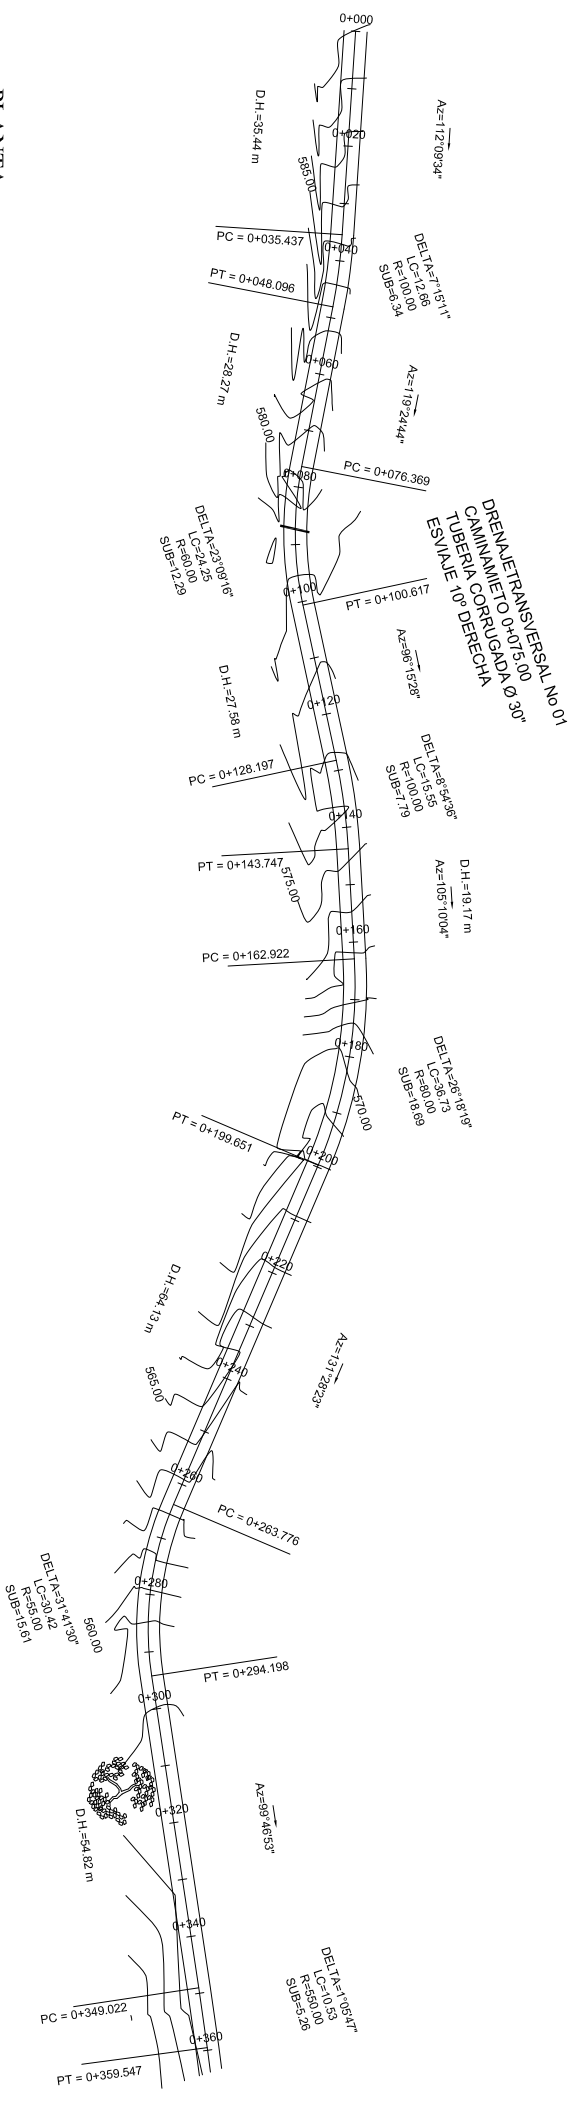 0+000
Az=112°09'34"
D.H.=35.44 m
0+020
585.00
PC = 0+035.437
0+040
DELTA=7°15'11"
LC=12.66
R=100.00
SUB=6.34
PT = 0+048.096
D.H.=28.27 m
0+060
Az=119°24'44"
580.00
PC = 0+076.369
0+080
DELTA=23°09'16"
LC=24.25
R=60.00
SUB=12.29
DRENAJETRANSVERSAL No 01
CAMINAMIETO 0+075.00
TUBERIA CORRUGADA Ø 30"
ESVIAJE 10° DERECHA
0+100
PT = 0+100.617
Az=96°15'28"
D.H.=27.58 m
0+120
PC = 0+128.197
DELTA=8°54'36"
LC=15.55
R=100.00
SUB=7.79
0+140
PT = 0+143.747
575.00
D.H.=19.17 m
Az=105°10'04"
0+160
PC = 0+162.922
0+180
DELTA=26°18'19"
LC=36.73
R=80.00
SUB=18.69
570.00
PT = 0+199.651
0+200
0+220
D.H.=64.13 m
Az=131°28'23"
0+240
565.00
0+260
PC = 0+263.776
DELTA=31°41'30"
LC=30.42
R=55.00
SUB=15.61
0+280
560.00
PT = 0+294.198
0+300
Az=99°46'53"
0+320
D.H.=54.82 m
0+340
DELTA=1°05'47"
LC=10.53
R=550.00
SUB=5.26
PC = 0+349.022
0+360
PT = 0+359.547